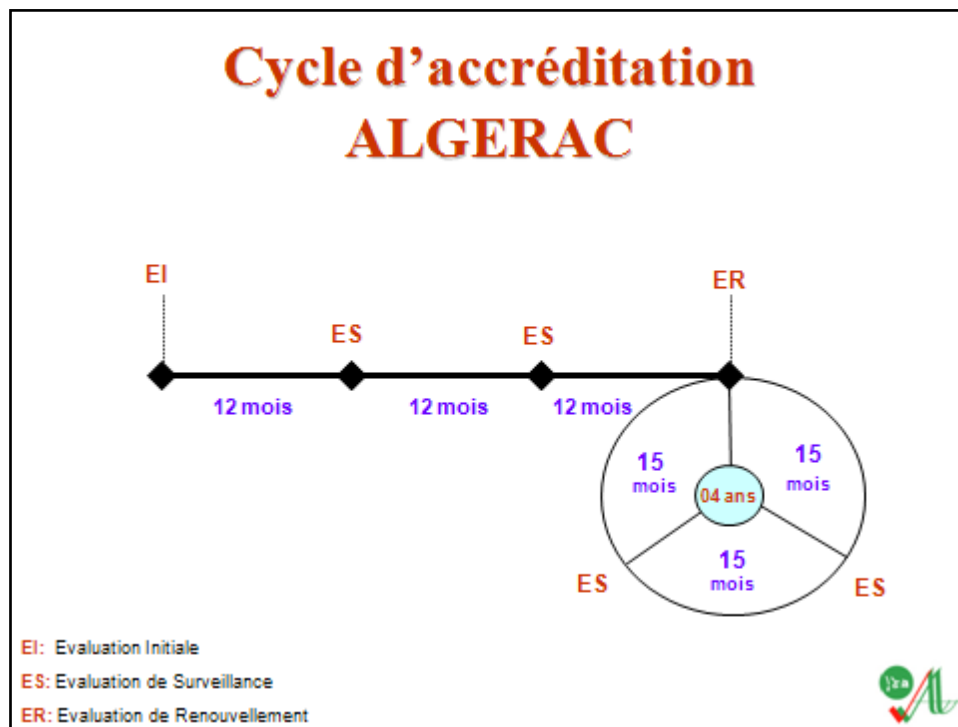 Cycle d’accréditation
ALGERAC
EI
ER
ES
ES
12 mois
12 mois
12 mois
15
mois
15
mois
04 ans
15
mois
ES
ES
EI: Evaluation Initiale
ES: Evaluation de Surveillance
ER: Evaluation de Renouvellement